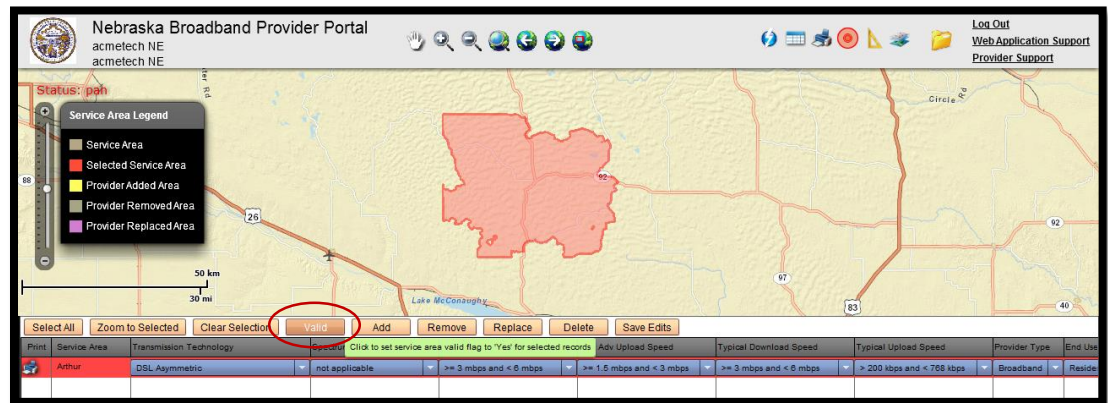 Nebraska Broadband Provider Portal
acmetech NE
acmetech NE
Log Out
Web Application Support
Provider Support
Status: pan
Service Area Legend
Service Area
Selected Service Area
Provider Added Area
Provider Removed Area
Provider Replaced Area
Circle Rd
88
26
92
92
97
83
40
50 km
30 mi
Lake McConaughy
Select All Zoom to Selected Clear Selection Valid Add Remove Replace Delete Save Edits
Click to set service area valid flag to 'Yes' for selected records
Print Service Area Transmission Technology Adv Upload Speed Typical Download Speed Typical Upload Speed Provider Type End Use
Arthur DSL Asymmetric not applicable >= 3 mbps and < 6 mbps >= 1.5 mbps and < 3 mbps >= 3 mbps and < 6 mbps > 200 kbps and < 768 kbps Broadband Reside